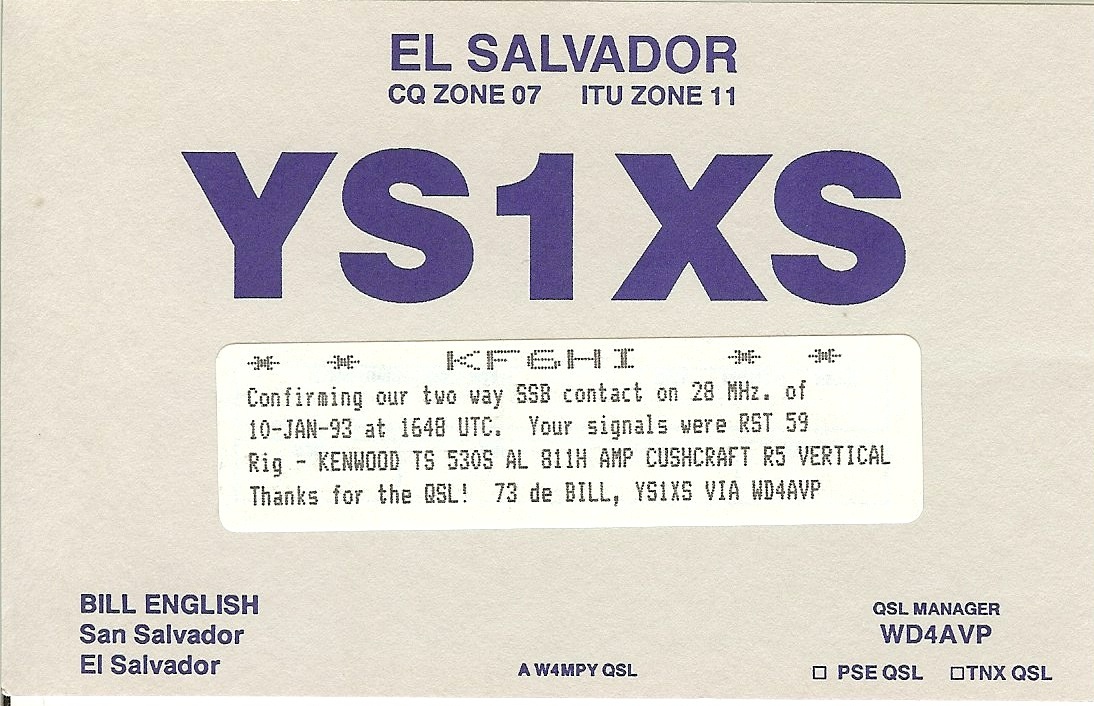 EL SALVADOR
CQ ZONE 07 ITU ZONE 11
YS1XS
* * KF6HI * *
Confirming our two way SSB contact on 28 MHz. of
10-JAN-93 at 1648 UTC. Your signals were RST 59
Rig - KENWOOD TS 530S AL 811H AMP CUSHCRAFT R5 VERTICAL
Thanks for the QSL! 73 de BILL, YS1XS VIA WD4AVP
BILL ENGLISH
San Salvador
El Salvador
A W4MPY QSL
QSL MANAGER
WD4AVP
☐ PSE QSL ☐TNX QSL